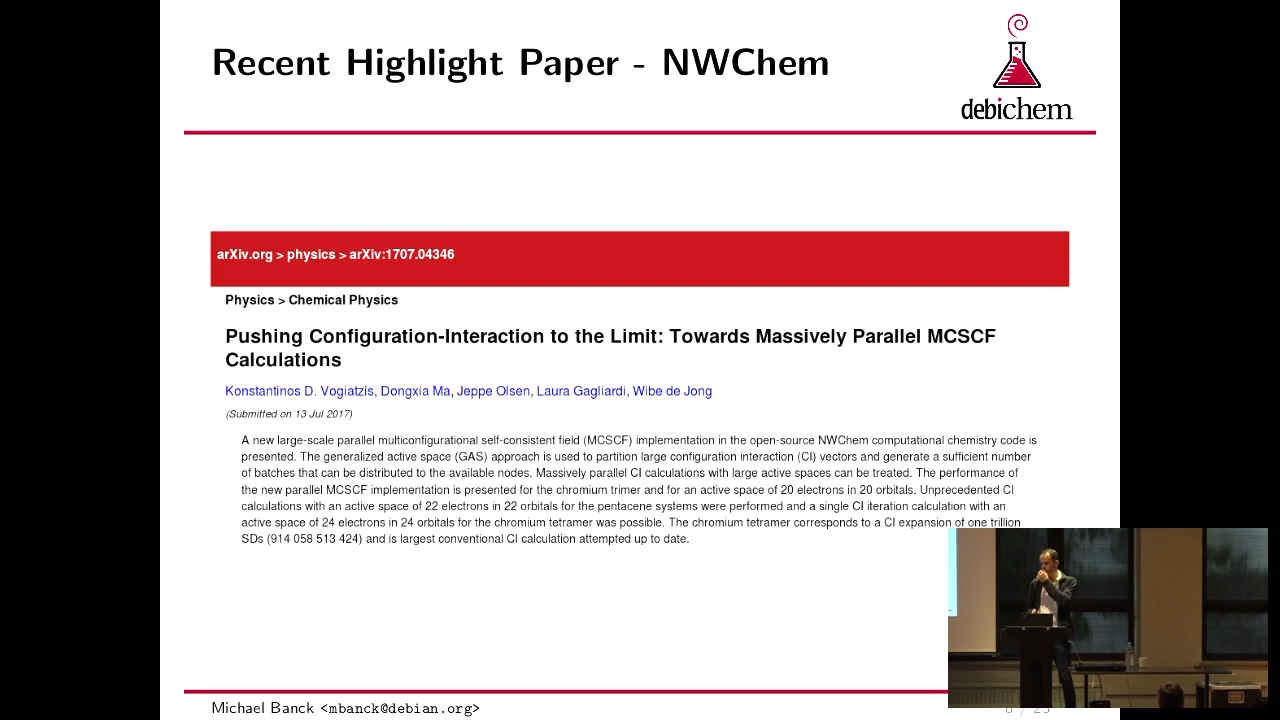 Recent Highlight Paper - NWChem
debichem
arXiv.org > physics > arXiv:1707.04346
Physics > Chemical Physics
Pushing Configuration-Interaction to the Limit: Towards Massively Parallel MCSCF
Calculations
Konstantinos D. Vogiatzis, Dongxia Ma, Jeppe Olsen, Laura Gagliardi, Wibe de Jong
(Submitted on 13 Jul 2017)
A new large-scale parallel multiconfigurational self-consistent field (MCSCF) implementation in the open-source NWChem computational chemistry code is
presented. The generalized active space (GAS) approach is used to partition large configuration interaction (CI) vectors and generate a sufficient number
of batches that can be distributed to the available nodes. Massively parallel CI calculations with large active spaces can be treated. The performance of
the new parallel MCSCF implementation is presented for the chromium trimer and for an active space of 20 electrons in 20 orbitals. Unprecedented CI
calculations with an active space of 22 electrons in 22 orbitals for the pentacene systems were performed and a single CI iteration calculation with an
active space of 24 electrons in 24 orbitals for the chromium tetramer was possible. The chromium tetramer corresponds to a CI expansion of one trillion
SDs (914 058 513 424) and is largest conventional CI calculation attempted up to date.
Michael Banck <mbanck@debian.org>